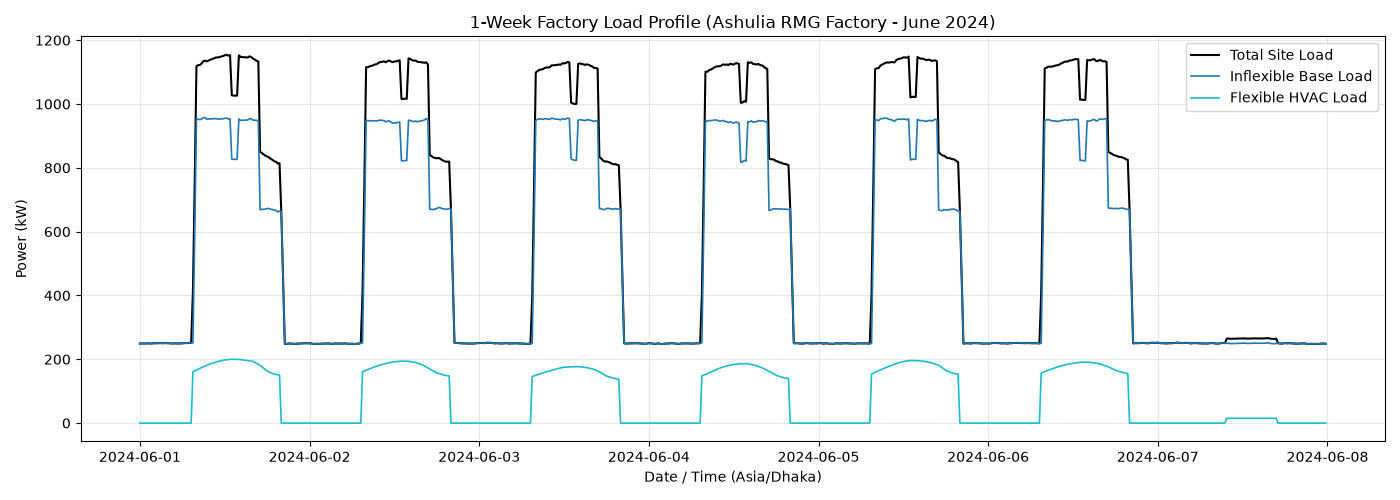 1-Week Factory Load Profile (Ashulia RMG Factory - June 2024)
Power (kW)
1200
1000
800
600
400
200
0
Total Site Load
Inflexible Base Load
Flexible HVAC Load
2024-06-01
2024-06-02
2024-06-03
2024-06-04
2024-06-05
2024-06-06
2024-06-07
2024-06-08
Date / Time (Asia/Dhaka)